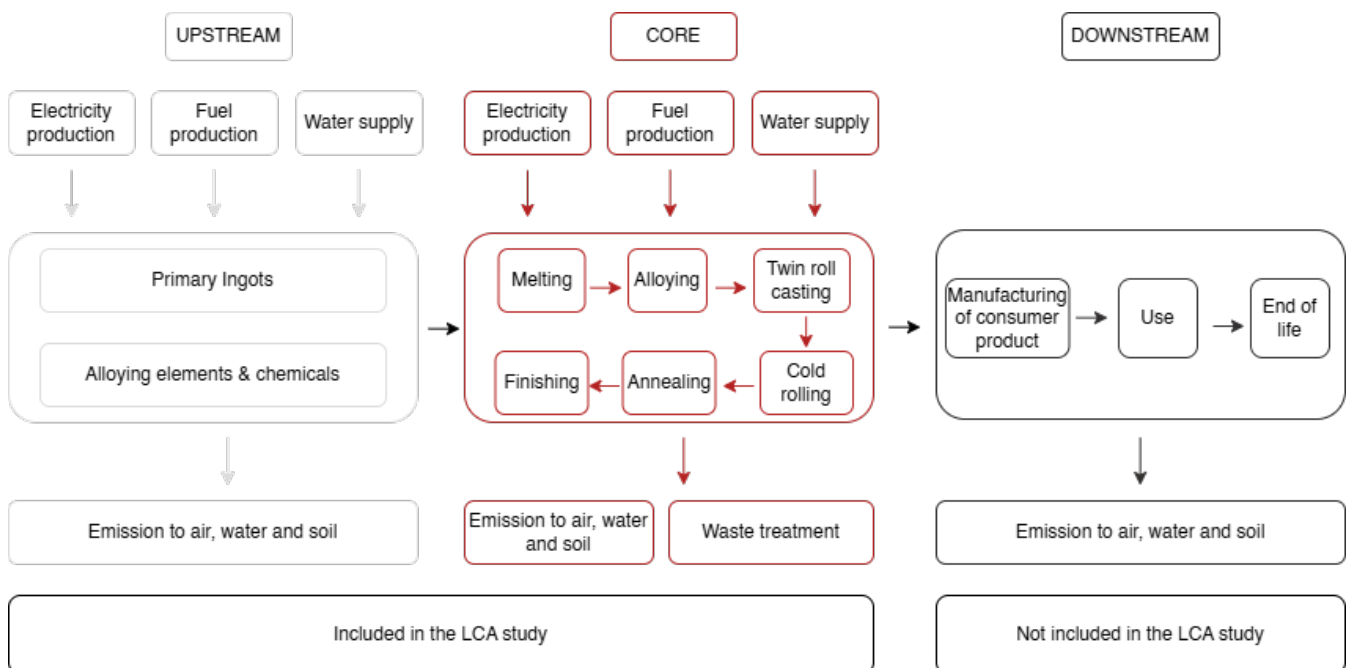 UPSTREAM
CORE
DOWNSTREAM
Electricity
production
Fuel
production
Water supply
Electricity
production
Fuel
production
Water supply
Primary Ingots
Alloying elements & chemicals
Melting
Alloying
Twin roll
casting
Finishing
Annealing
Cold
rolling
Manufacturing
of consumer
product
Use
End of
life
Emission to air, water and soil
Emission to air, water
and soil
Waste treatment
Emission to air, water and soil
Included in the LCA study
Not included in the LCA study